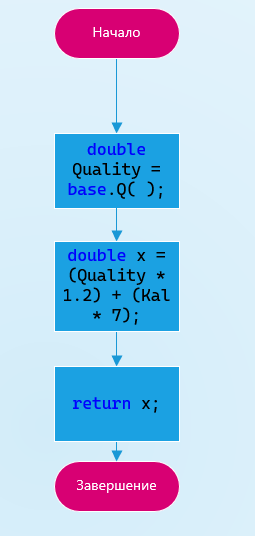 Начало
double
Quality =
base.Q( );
double x =
(Quality *
1.2) + (Kal
* 7);
return x;
Завершение